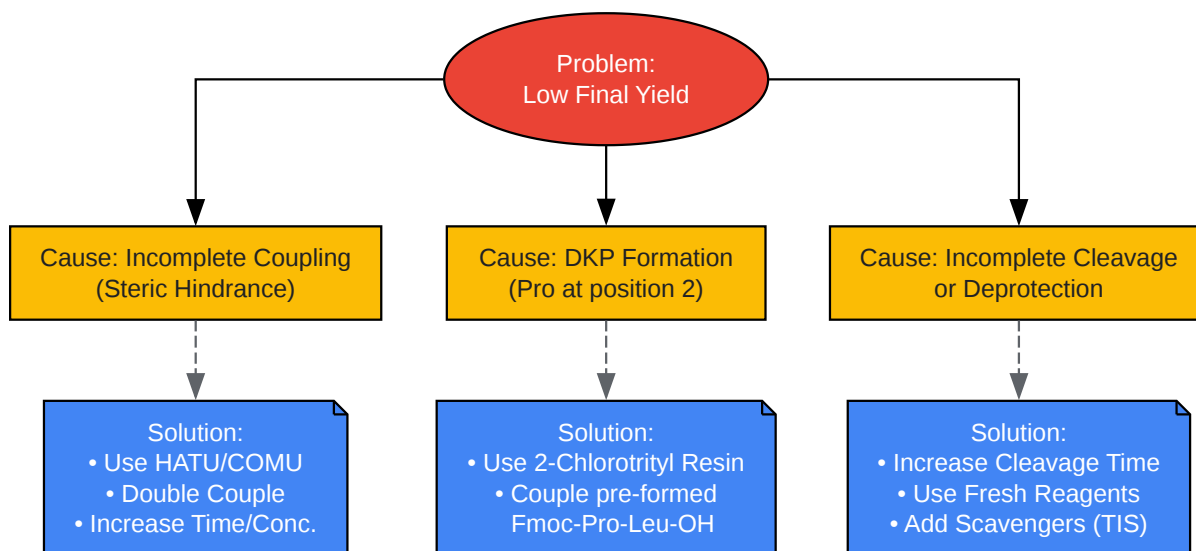 Problem:
Low Final Yield
Cause: Incomplete Coupling
(Steric Hindrance)
Cause: DKP Formation
(Pro at position 2)
Cause: Incomplete Cleavage
or Deprotection
Solution:
• Use HATU/COMU
• Double Couple
• Increase Time/Conc.
Solution:
• Use 2-Chlorotrityl Resin
• Couple pre-formed
Fmoc-Pro-Leu-OH
Solution:
• Increase Cleavage Time
• Use Fresh Reagents
• Add Scavengers (TIS)